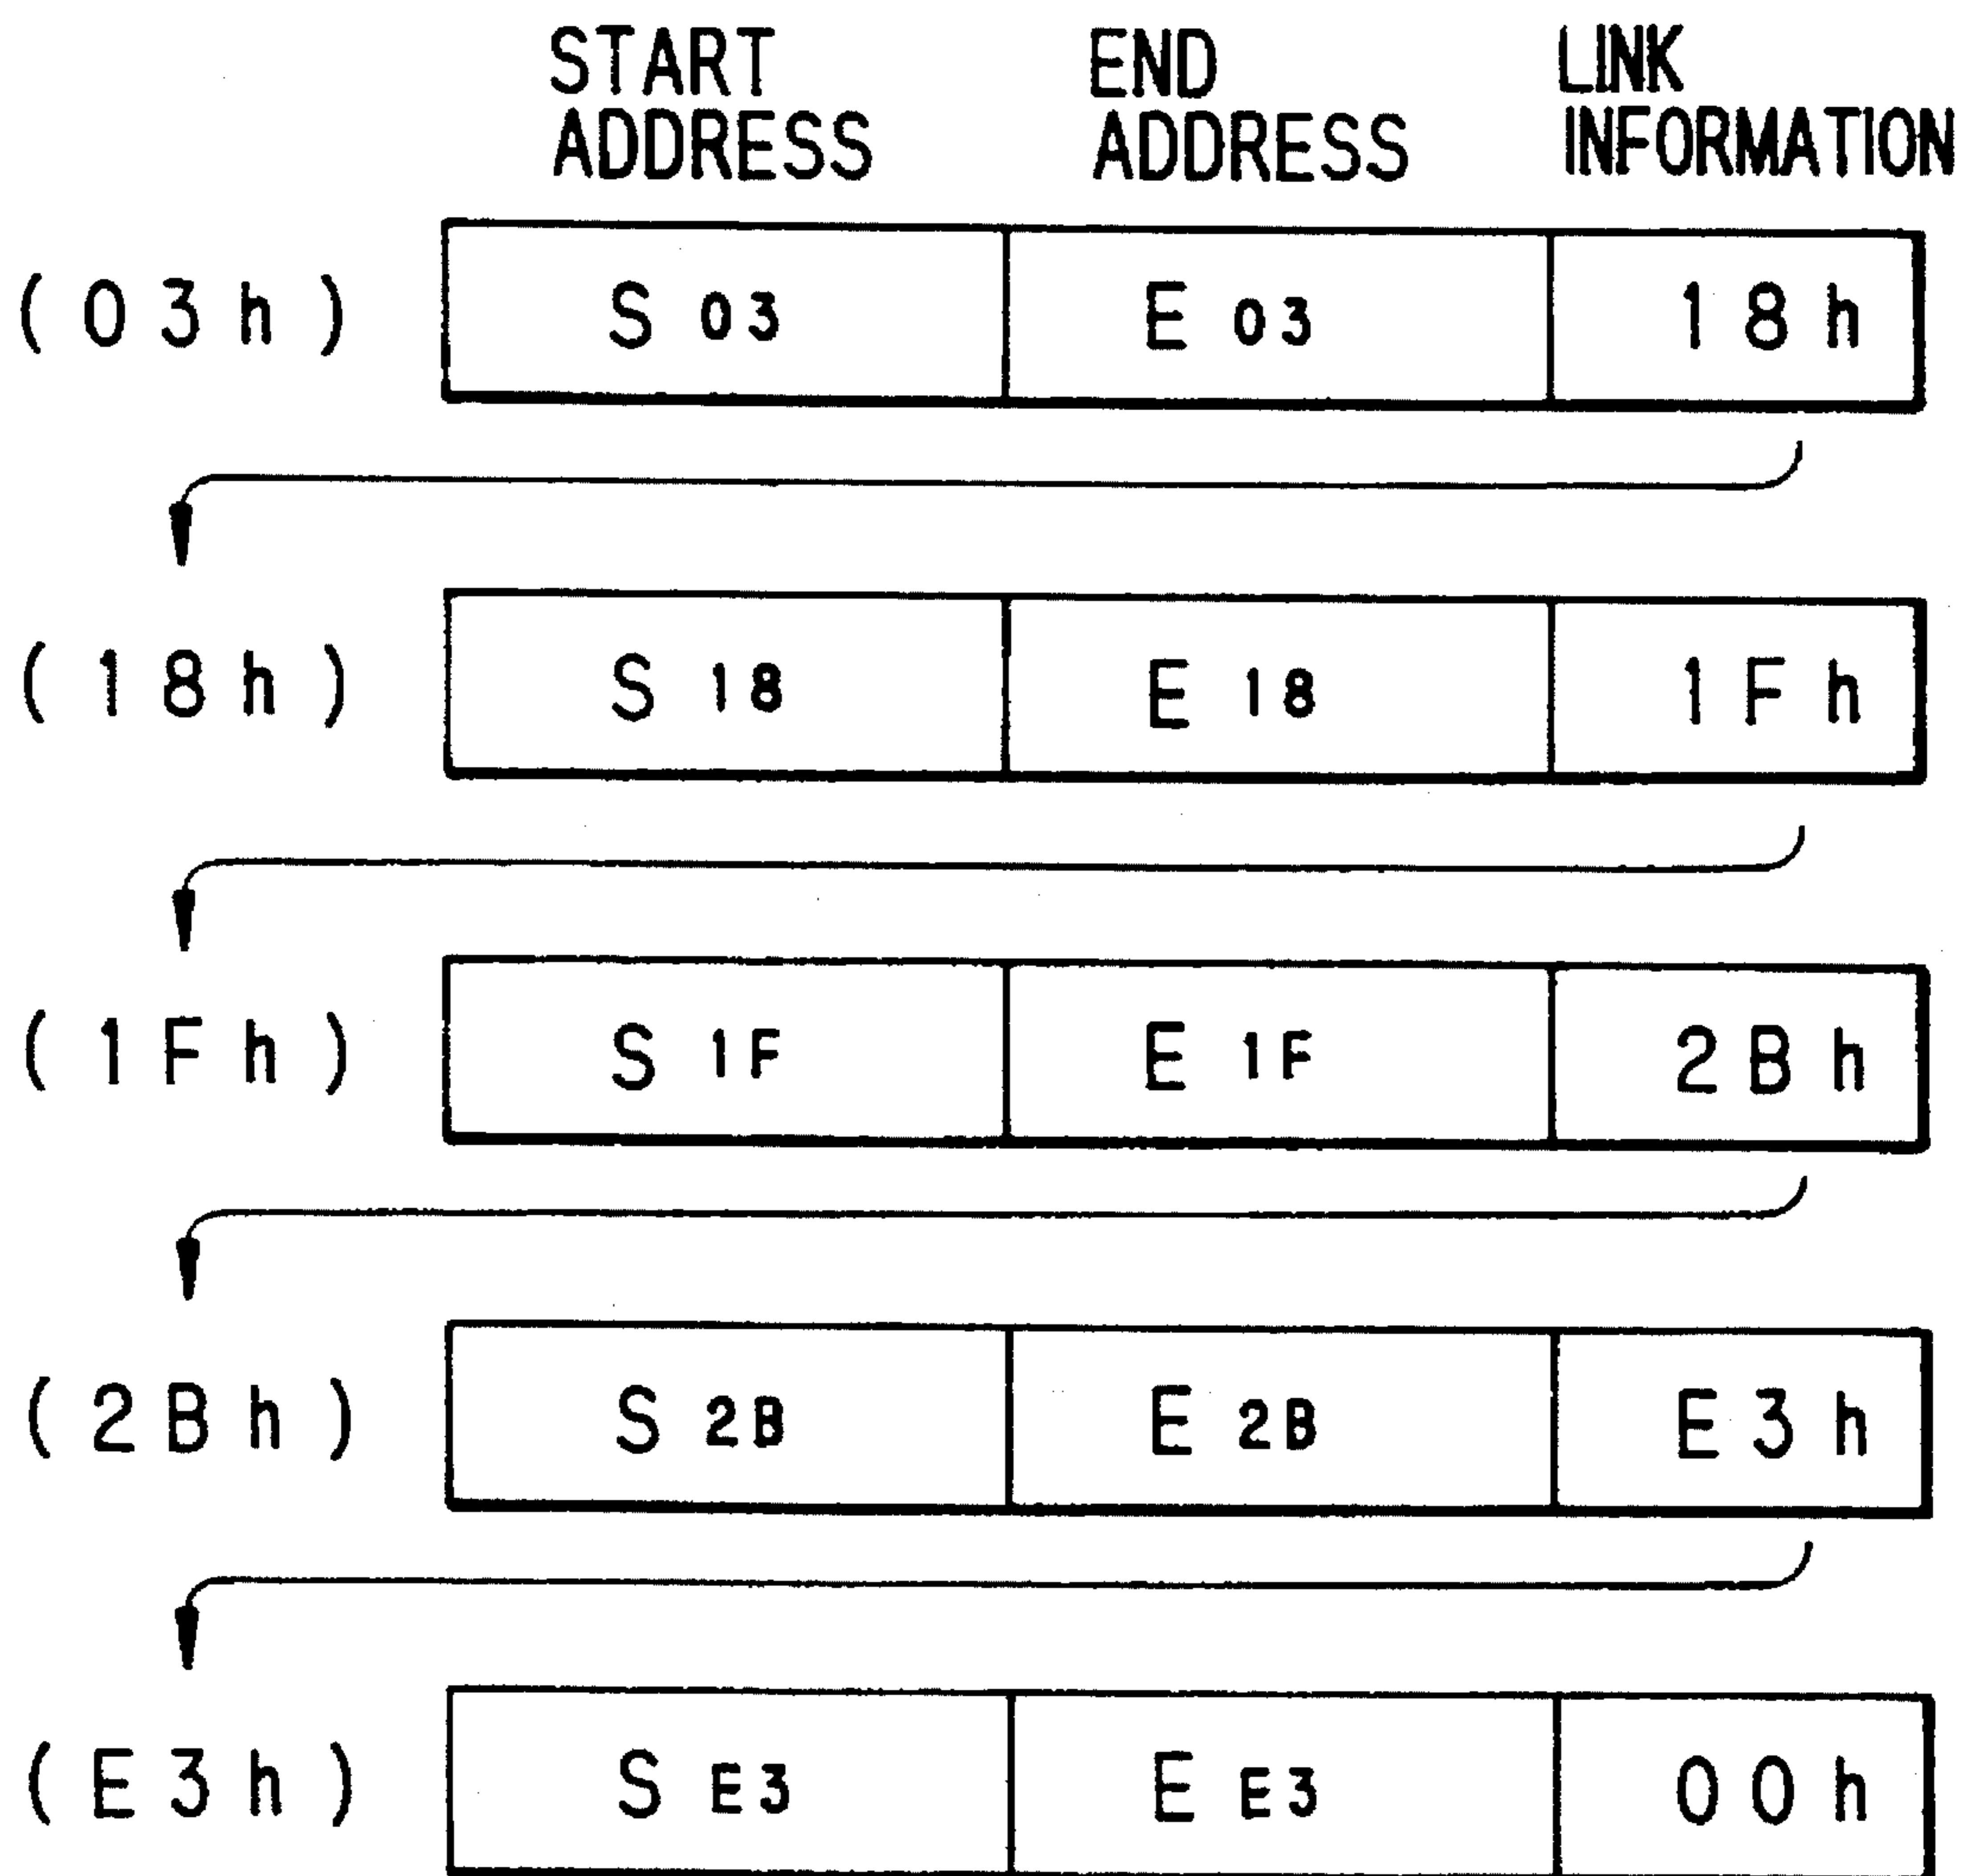 START ADDRESS END ADDRESS LINK INFORMATION
(03h) S03 E03 18h
(18h) S18 E18 1Fh
(1Fh) S1F E1F 2Bh
(2Bh) S2B E2B E3h
(E3h) SE3 EE3 00h